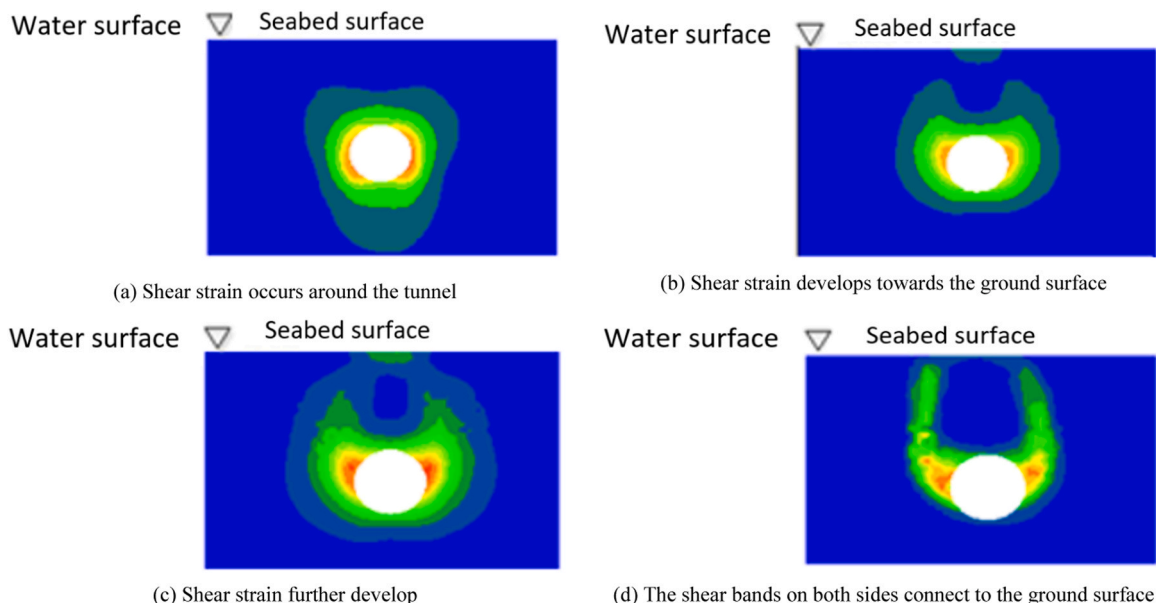 Water surface Seabed surface
Water surface Seabed surface
(a) Shear strain occurs around the tunnel
(b) Shear strain develops towards the ground surface
Water surface Seabed surface
Water surface Seabed surface
(c) Shear strain further develop
(d) The shear bands on both sides connect to the ground surface